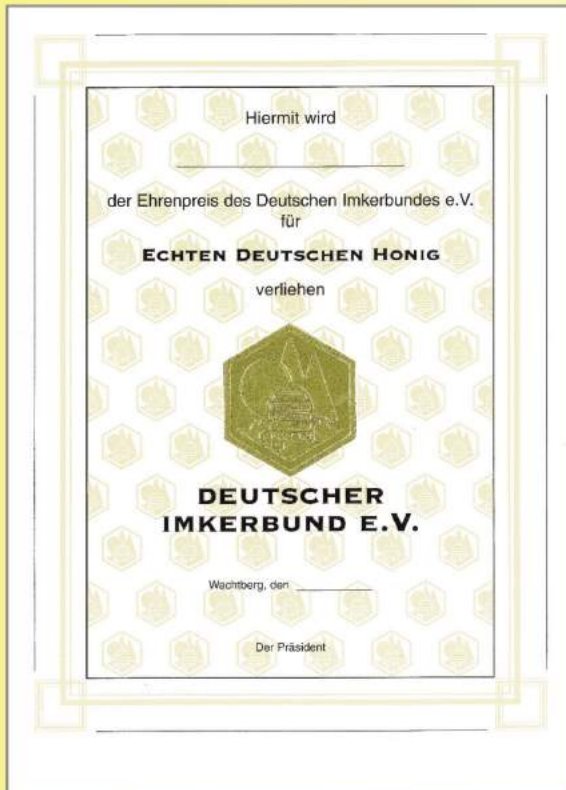 Hiermit wird
der Ehrenpreis des Deutschen Imkerbundes e.V.
für
ECHTEN DEUTSCHEN HONIG
verliehen
DEUTSCHER
IMKERBUND E.V.
Wachtberg, den
Der Präsident